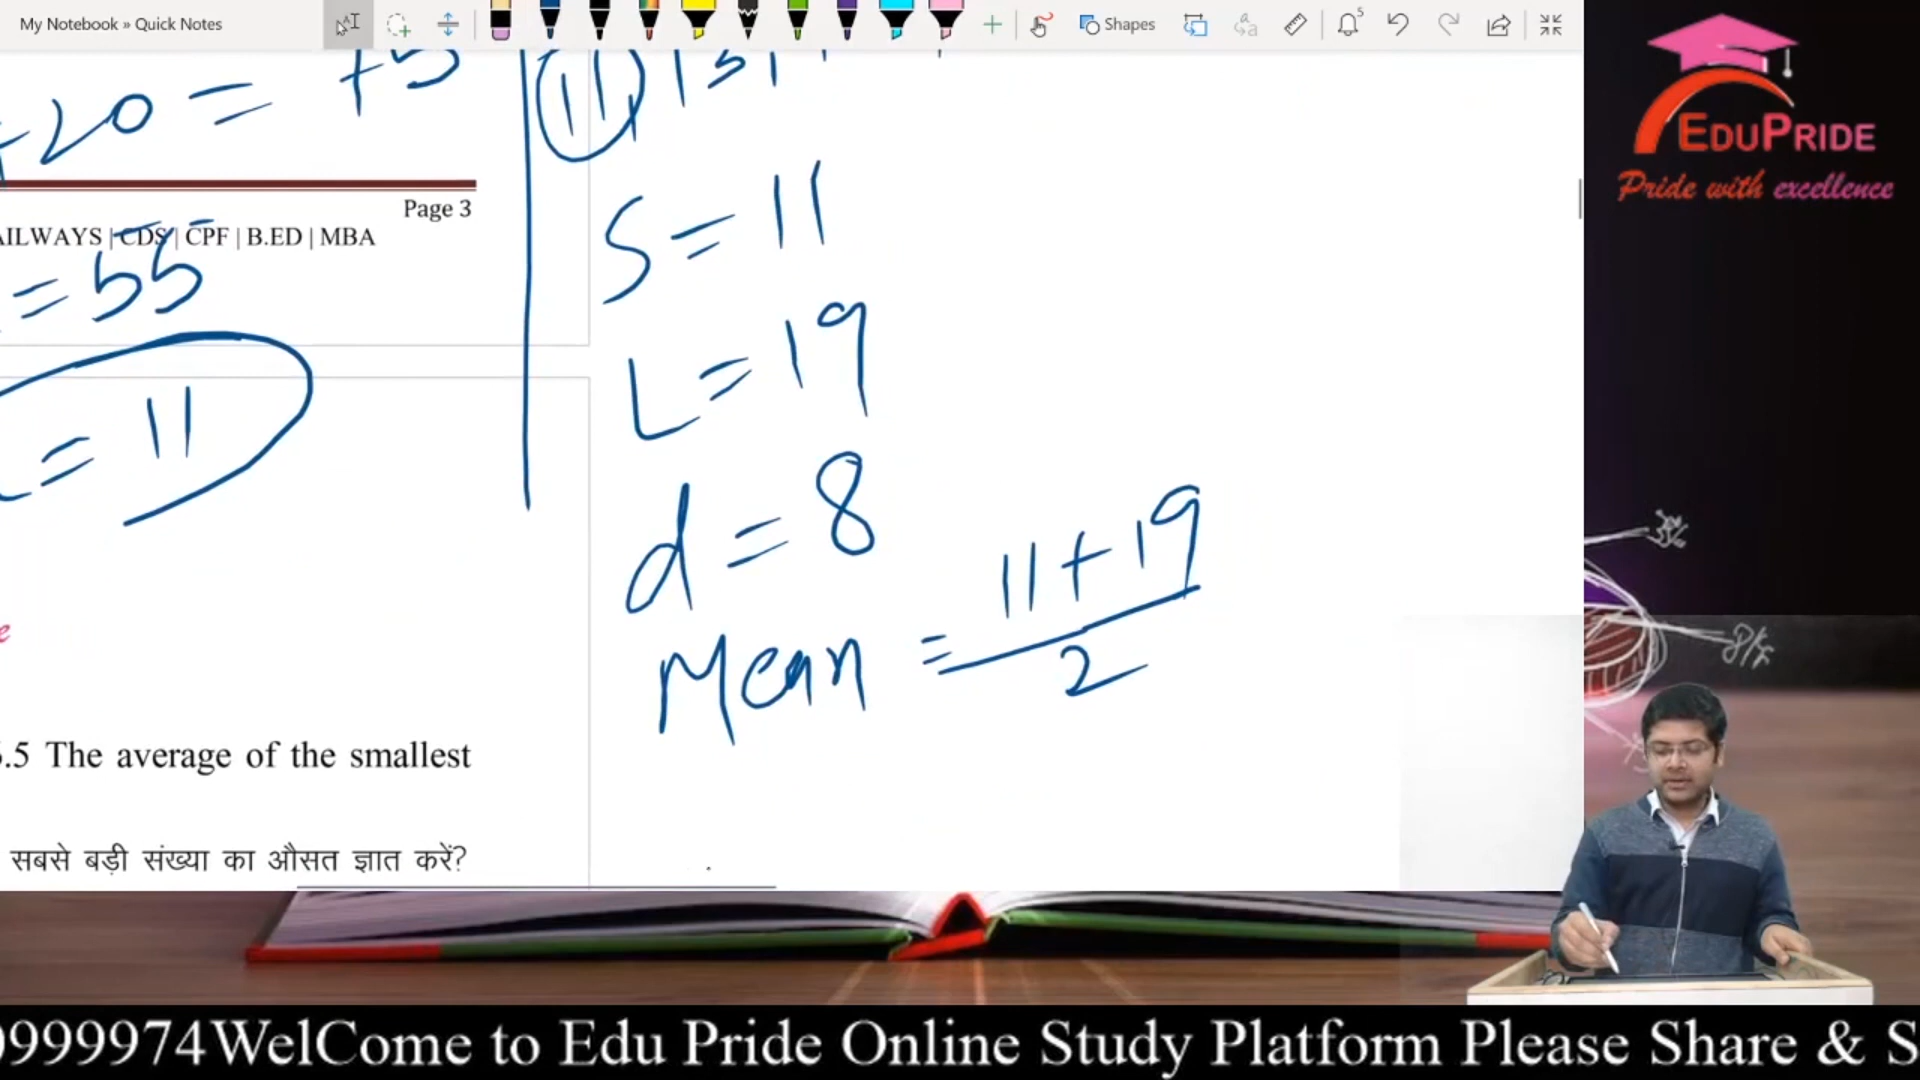 My Notebook » Quick Notes
Shapes
5
+20 = +5
11, 13,
Page 3
AILWAYS | CDS | CPF | B.ED | MBA
= 55
= 11
S = 11
L = 19
d = 8
Mean = 11+19
2
.5 The average of the smallest
सबसे बड़ी संख्या का औसत ज्ञात करें?
EDUPRIDE
Pride with excellence
9999974WelCome to Edu Pride Online Study Platform Please Share & S